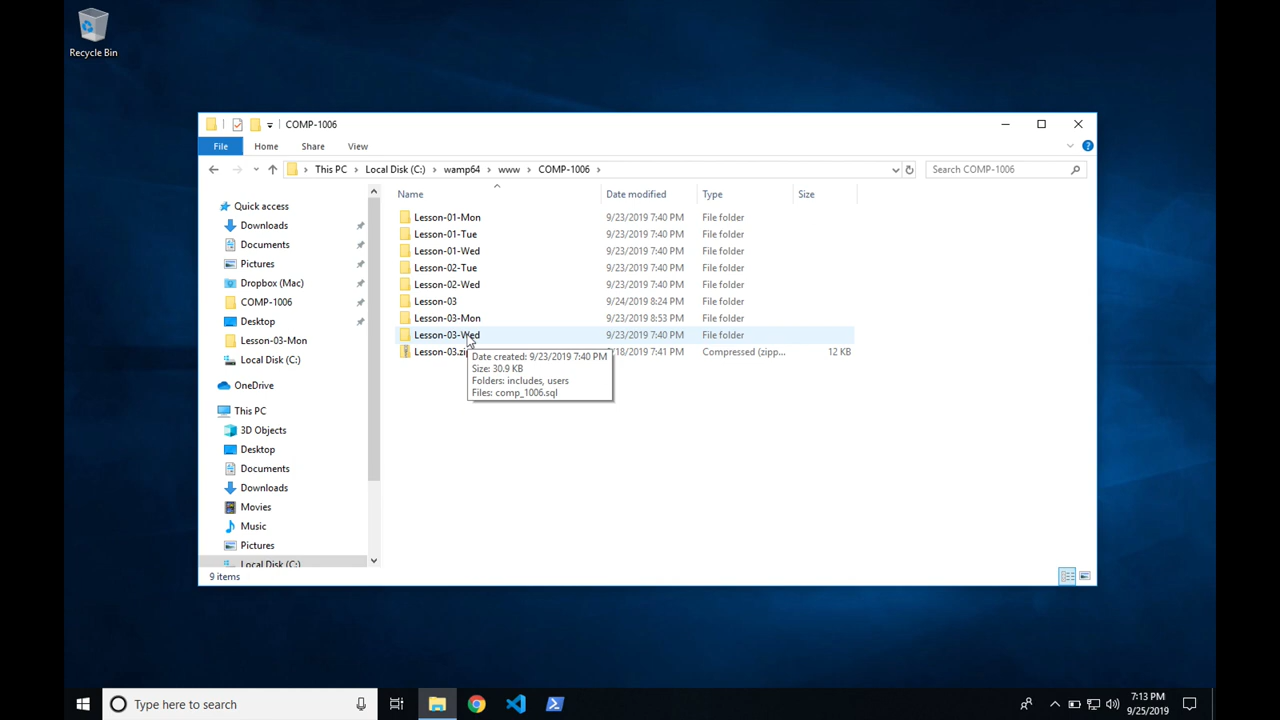 Recycle Bin
COMP-1006
File Home Share View
This PC Local Disk (C:) wamp64 www COMP-1006
Search COMP-1006
Name Date modified Type Size
Quick access
Downloads
Documents
Pictures
Dropbox (Mac)
COMP-1006
Desktop
Lesson-03-Mon
Local Disk (C:)
OneDrive
This PC
3D Objects
Desktop
Documents
Downloads
Movies
Music
Pictures
Local Disk (C:)
Lesson-01-Mon 9/23/2019 7:40 PM File folder
Lesson-01-Tue 9/23/2019 7:40 PM File folder
Lesson-01-Wed 9/23/2019 7:40 PM File folder
Lesson-02-Tue 9/23/2019 7:40 PM File folder
Lesson-02-Wed 9/23/2019 7:40 PM File folder
Lesson-03 9/24/2019 8:24 PM File folder
Lesson-03-Mon 9/23/2019 8:53 PM File folder
Lesson-03-Wed 9/23/2019 7:40 PM File folder
Lesson-03.zip /18/2019 7:41 PM Compressed (zipp... 12 KB
Date created: 9/23/2019 7:40 PM
Size: 30.9 KB
Folders: includes, users
Files: comp_1006.sql
9 items
Type here to search
7:13 PM
9/25/2019